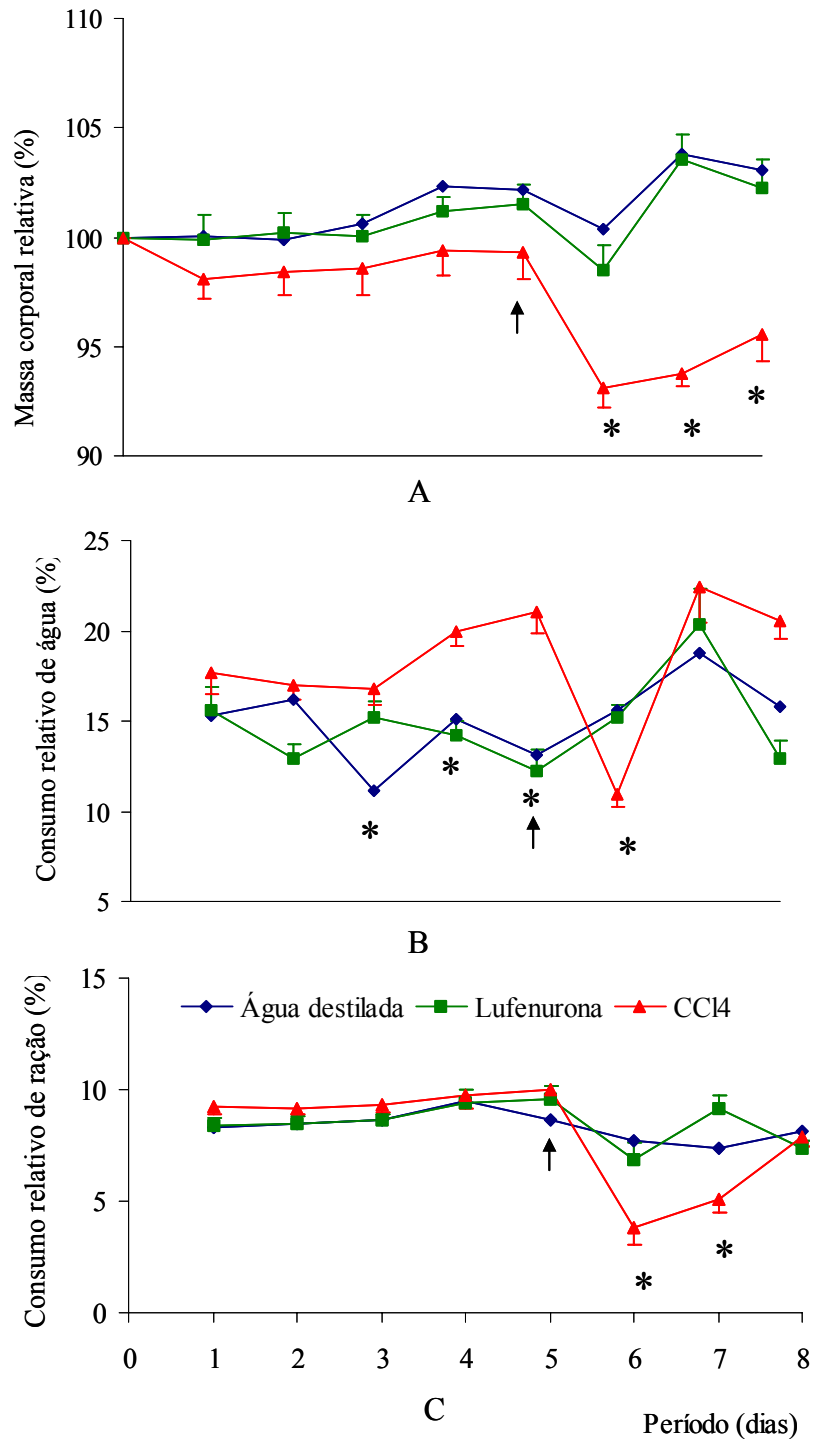 110
105
100
95
90
Massa corporal relativa (%)
*
*
*
A
25
20
15
10
5
Consumo relativo de água (%)
*
*
*
*
B
15
10
5
0
Consumo relativo de ração (%)
Água destilada Lufenurona CCl4
*
*
0 1 2 3 4 5 6 7 8
C
Período (dias)